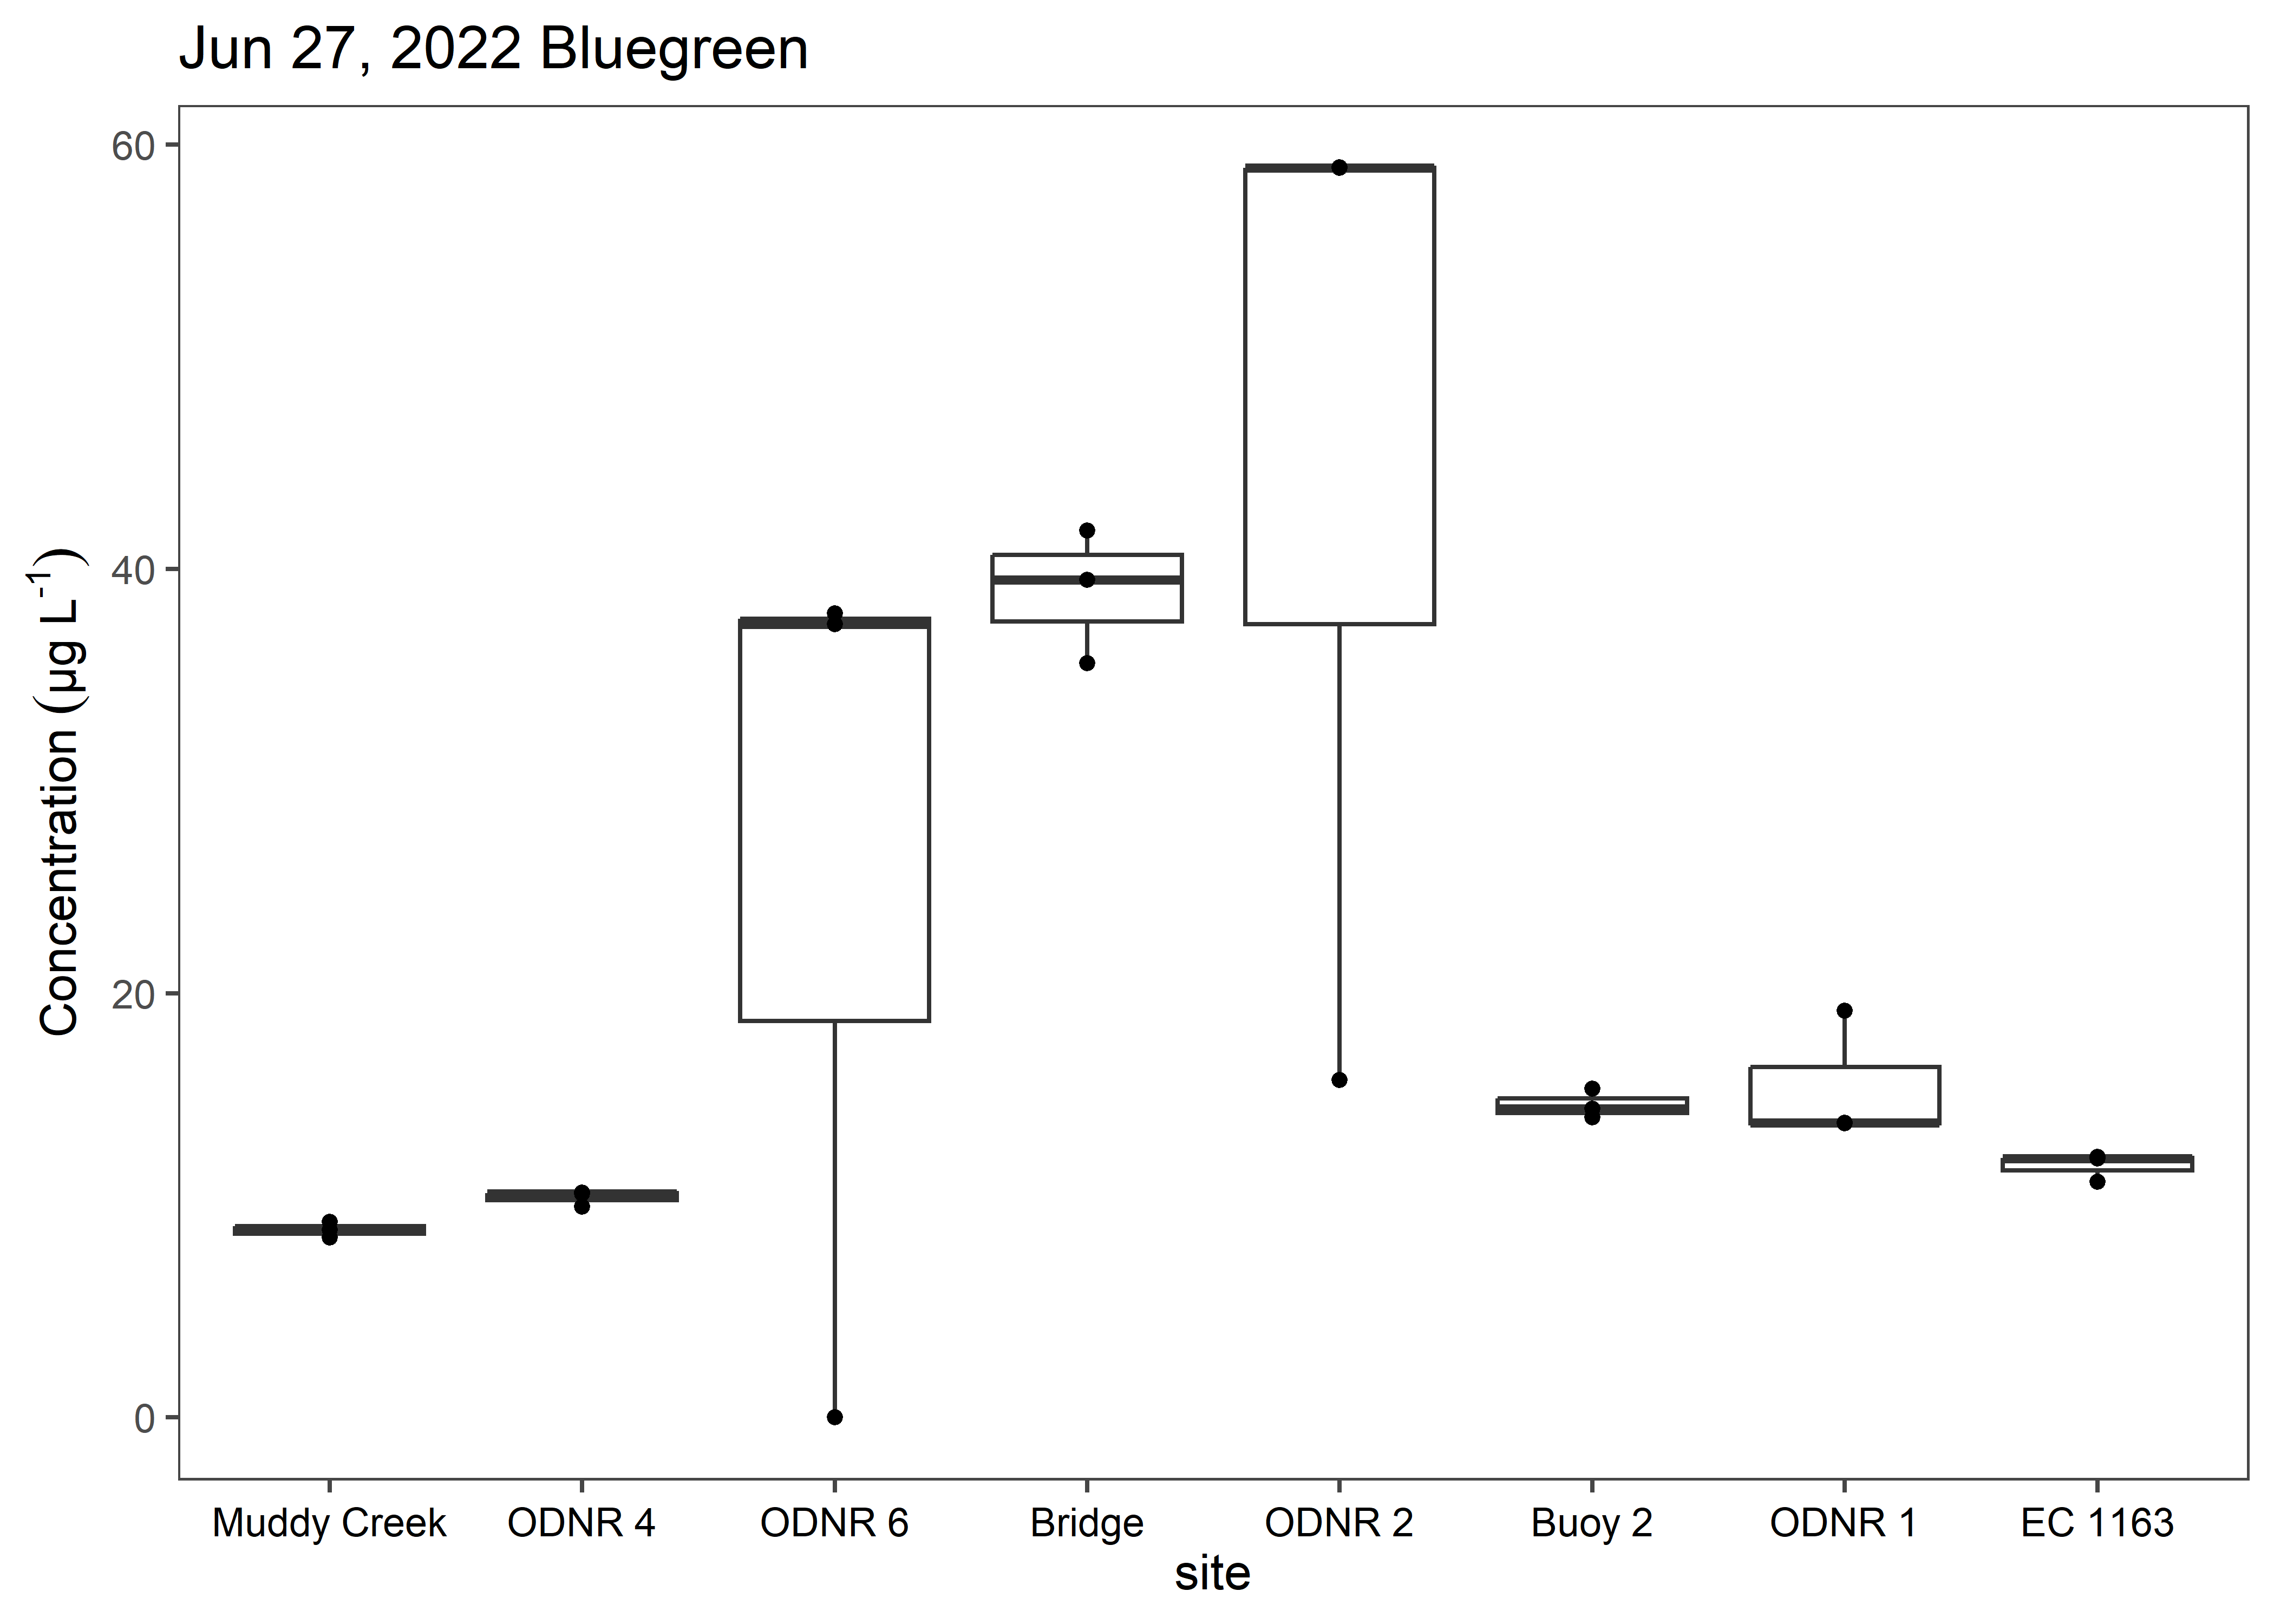 Jun 27, 2022 Bluegreen
Concentration (µg L⁻¹)
60
40
20
0
Muddy Creek ODNR 4 ODNR 6 Bridge ODNR 2 Buoy 2 ODNR 1 EC 1163
site